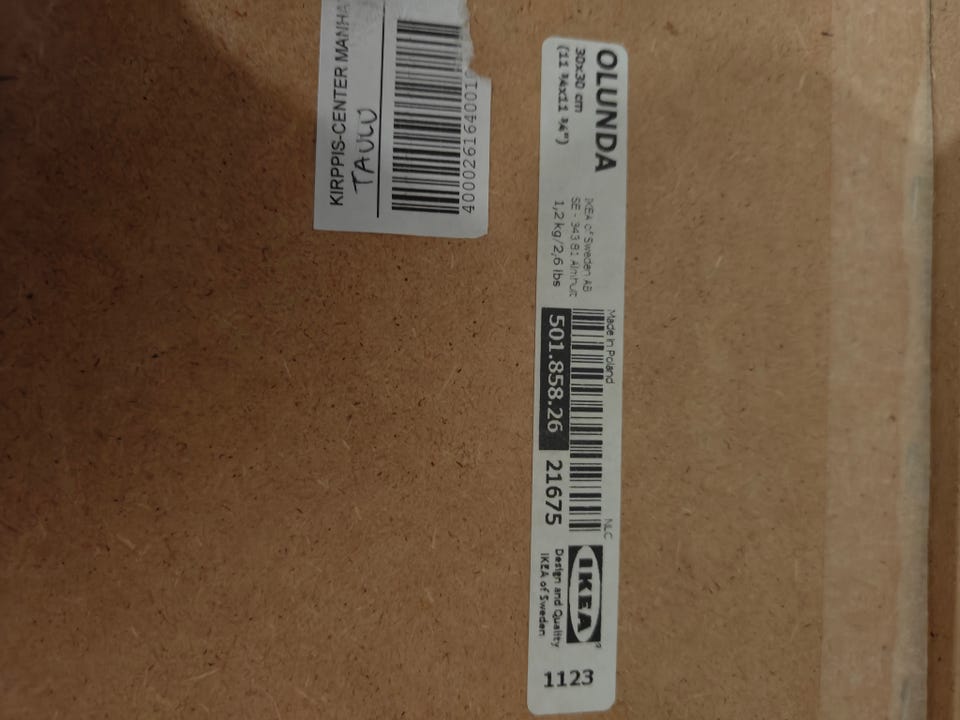 KIRPPIS-CENTER MANHA
TAULU
OLUNDA
30x30 cm
(11 ¾x11 ¾")
IKEA of Sweden AB
SE - 343 81 Älmhult
1,2 kg/2,6 lbs
Made in Poland
NLC
501.858.26
21675
IKEA
Design and Quality
IKEA of Sweden
1123